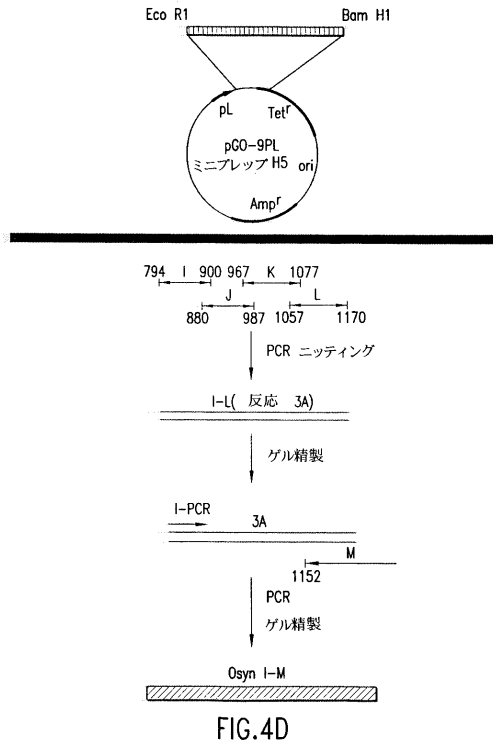 Eco R1 Bam H1
pL Tetʳ
pGO-9PL
ミニプレップ H5 ori
Ampʳ
794 I 900 967 K 1077
J L
880 987 1057 1170
PCR ニッティング
I-L( 反応 3A)
ゲル精製
I-PCR 3A
M
1152
PCR
ゲル精製
Osyn I-M
FIG.4D